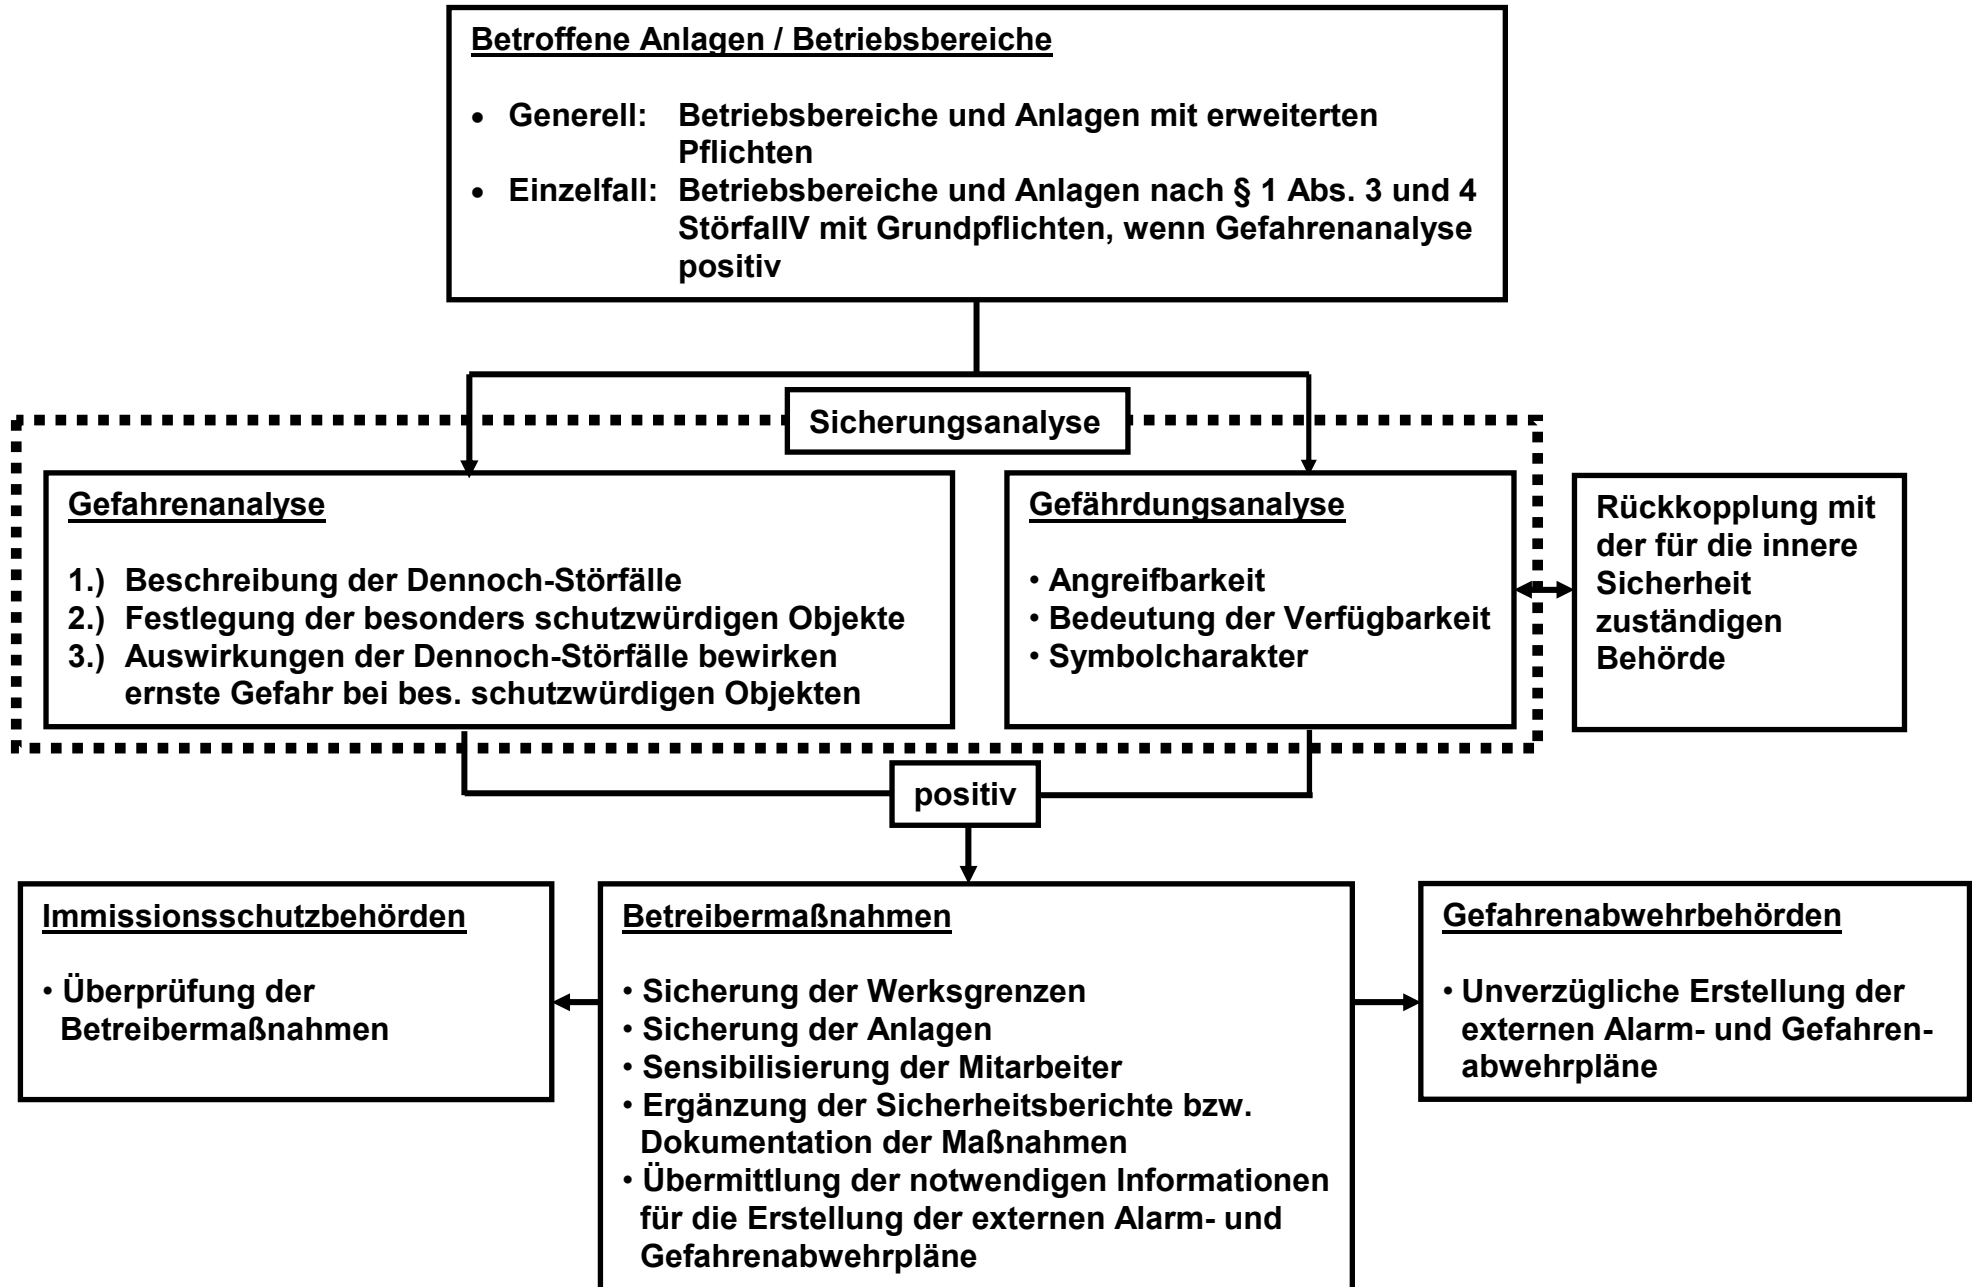 Betroffene Anlagen / Betriebsbereiche
• Generell: Betriebsbereiche und Anlagen mit erweiterten
Pflichten
• Einzelfall: Betriebsbereiche und Anlagen nach § 1 Abs. 3 und 4
StörfallV mit Grundpflichten, wenn Gefahrenanalyse
positiv
Sicherungsanalyse
Gefahrenanalyse
1.) Beschreibung der Dennoch-Störfälle
2.) Festlegung der besonders schutzwürdigen Objekte
3.) Auswirkungen der Dennoch-Störfälle bewirken
ernste Gefahr bei bes. schutzwürdigen Objekten
Gefährdungsanalyse
• Angreifbarkeit
• Bedeutung der Verfügbarkeit
• Symbolcharakter
Rückkopplung mit
der für die innere
Sicherheit
zuständigen
Behörde
positiv
Immissionsschutzbehörden
• Überprüfung der
Betreibermaßnahmen
Betreibermaßnahmen
• Sicherung der Werksgrenzen
• Sicherung der Anlagen
• Sensibilisierung der Mitarbeiter
• Ergänzung der Sicherheitsberichte bzw.
Dokumentation der Maßnahmen
• Übermittlung der notwendigen Informationen
für die Erstellung der externen Alarm- und
Gefahrenabwehrpläne
Gefahrenabwehrbehörden
• Unverzügliche Erstellung der
externen Alarm- und Gefahren-
abwehrpläne